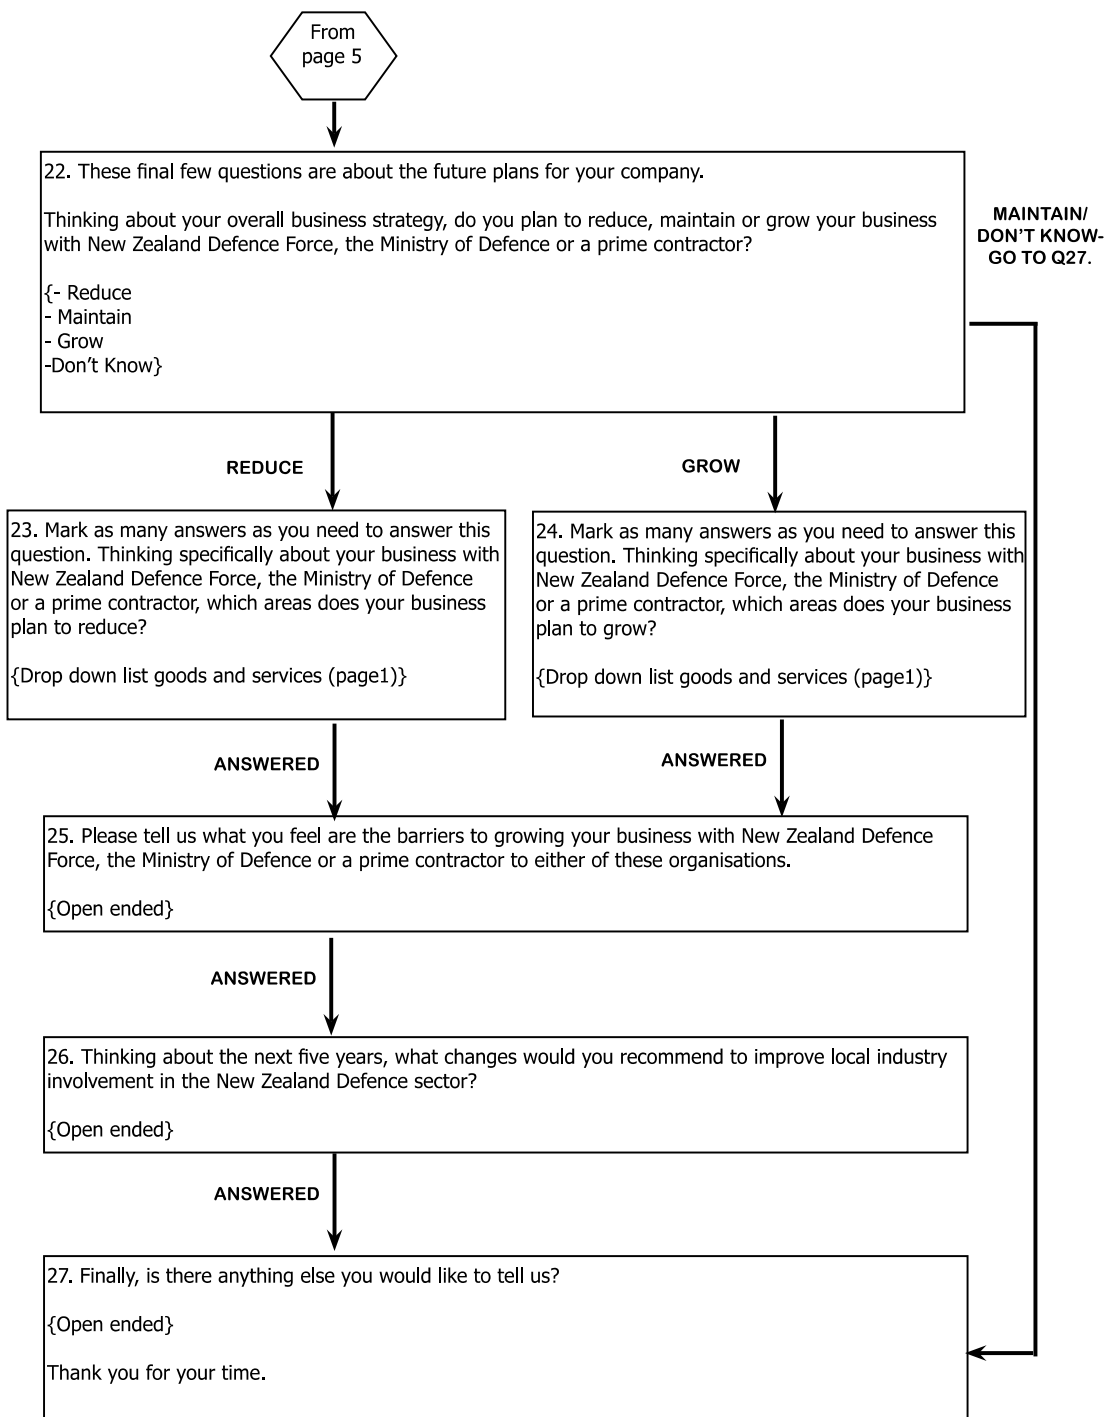 From
page 5
22. These final few questions are about the future plans for your company.
Thinking about your overall business strategy, do you plan to reduce, maintain or grow your business
with New Zealand Defence Force, the Ministry of Defence or a prime contractor?
{- Reduce
- Maintain
- Grow
-Don’t Know}
MAINTAIN/
DON’T KNOW-
GO TO Q27.
REDUCE
GROW
23. Mark as many answers as you need to answer this
question. Thinking specifically about your business with
New Zealand Defence Force, the Ministry of Defence
or a prime contractor, which areas does your business
plan to reduce?
{Drop down list goods and services (page1)}
24. Mark as many answers as you need to answer this
question. Thinking specifically about your business with
New Zealand Defence Force, the Ministry of Defence
or a prime contractor, which areas does your business
plan to grow?
{Drop down list goods and services (page1)}
ANSWERED
ANSWERED
25. Please tell us what you feel are the barriers to growing your business with New Zealand Defence
Force, the Ministry of Defence or a prime contractor to either of these organisations.
{Open ended}
ANSWERED
26. Thinking about the next five years, what changes would you recommend to improve local industry
involvement in the New Zealand Defence sector?
{Open ended}
ANSWERED
27. Finally, is there anything else you would like to tell us?
{Open ended}
Thank you for your time.